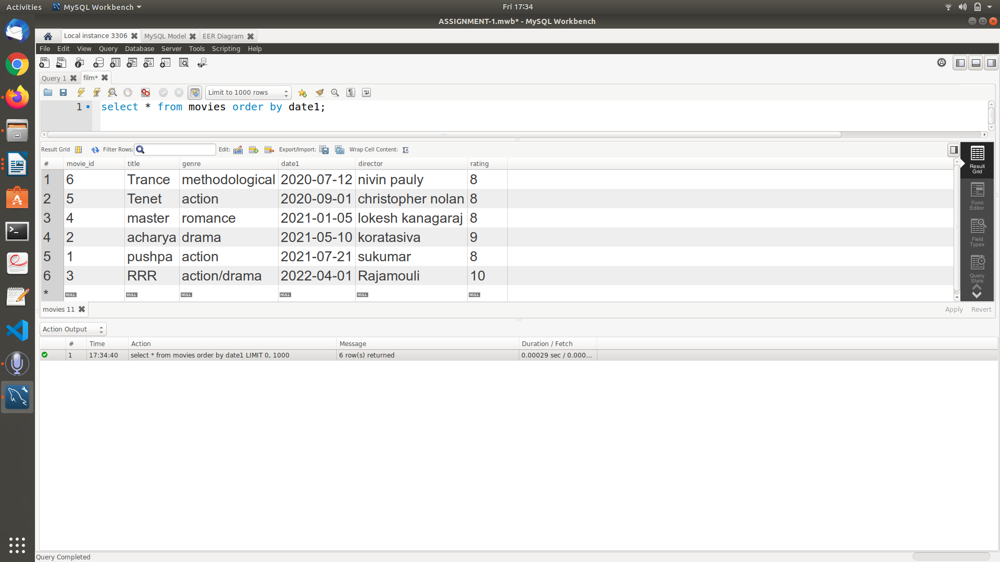 Activities MySQL Workbench Fri 17:34
ASSIGNMENT-1.mwb* - MySQL Workbench
Local instance 3306 MySQL Model EER Diagram
File Edit View Query Database Server Tools Scripting Help
Query 1 film*
Limit to 1000 rows
1 select * from movies order by date1;
Result Grid Filter Rows: Edit: Export/Import: Wrap Cell Content:
# movie_id title genre date1 director rating
1 6 Trance methodological 2020-07-12 nivin pauly 8
2 5 Tenet action 2020-09-01 christopher nolan 8
3 4 master romance 2021-01-05 lokesh kanagaraj 8
4 2 acharya drama 2021-05-10 koratasiva 9
5 1 pushpa action 2021-07-21 sukumar 8
6 3 RRR action/drama 2022-04-01 Rajamouli 10
* NULL NULL NULL NULL NULL NULL
Result
Grid
Form
Editor
Field
Types
Query
Stats
movies 11 Apply Revert
Action Output
# Time Action Message Duration / Fetch
1 17:34:40 select * from movies order by date1 LIMIT 0, 1000 6 row(s) returned 0.00029 sec / 0.000...
Query Completed